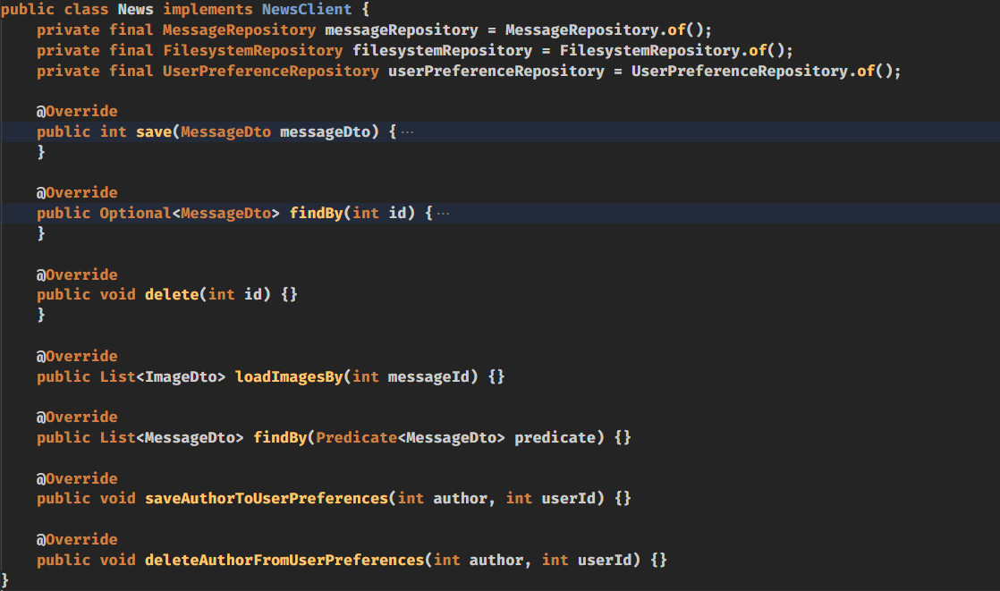 public class News implements NewsClient {
    private final MessageRepository messageRepository = MessageRepository.of();
    private final FilesystemRepository filesystemRepository = FilesystemRepository.of();
    private final UserPreferenceRepository userPreferenceRepository = UserPreferenceRepository.of();

    @Override
    public int save(MessageDto messageDto) {···
    }

    @Override
    public Optional<MessageDto> findBy(int id) {···
    }

    @Override
    public void delete(int id) {}
    }

    @Override
    public List<ImageDto> loadImagesBy(int messageId) {}

    @Override
    public List<MessageDto> findBy(Predicate<MessageDto> predicate) {}

    @Override
    public void saveAuthorToUserPreferences(int author, int userId) {}

    @Override
    public void deleteAuthorFromUserPreferences(int author, int userId) {}
}